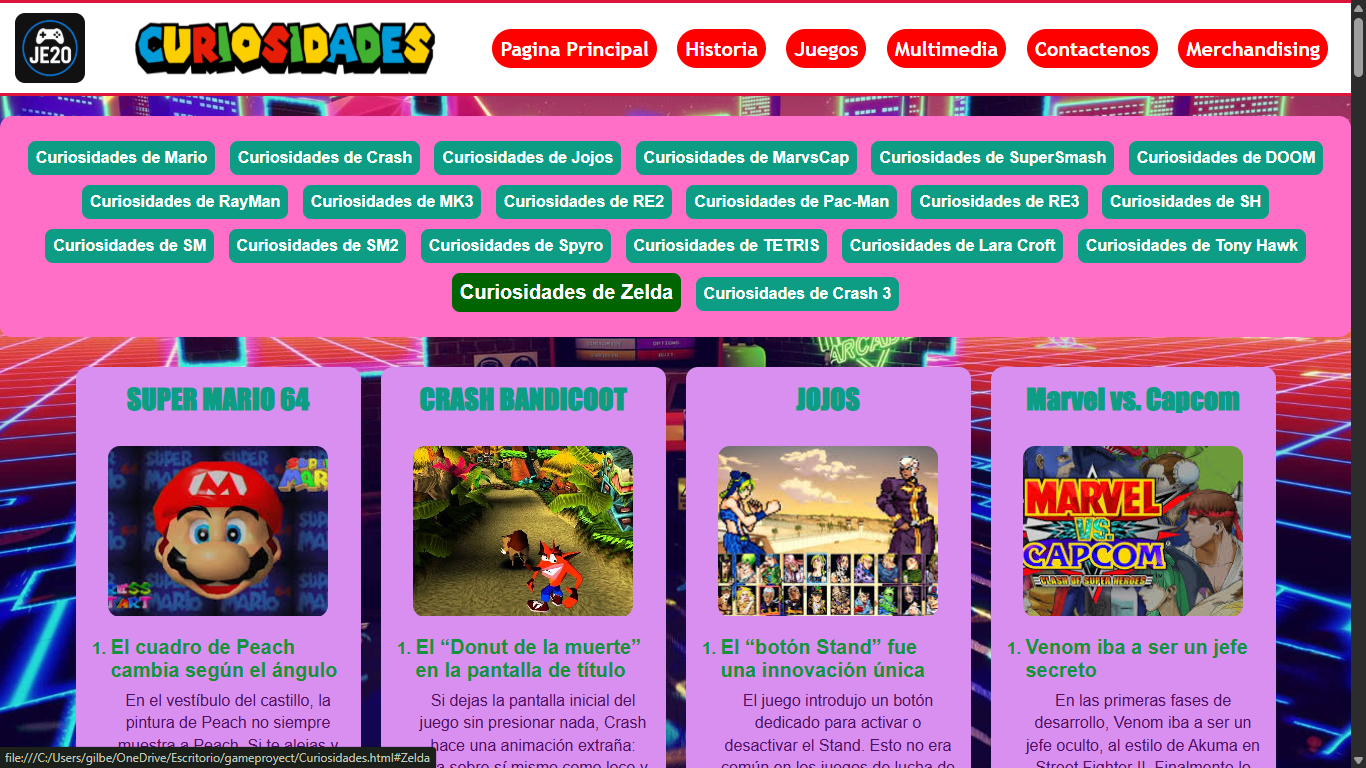 JE20
CURIOSIDADES
Pagina Principal Historia Juegos Multimedia Contactenos Merchandising
Curiosidades de Mario Curiosidades de Crash Curiosidades de Jojos Curiosidades de MarvsCap Curiosidades de SuperSmash Curiosidades de DOOM
Curiosidades de RayMan Curiosidades de MK3 Curiosidades de RE2 Curiosidades de Pac-Man Curiosidades de RE3 Curiosidades de SH
Curiosidades de SM Curiosidades de SM2 Curiosidades de Spyro Curiosidades de TETRIS Curiosidades de Lara Croft Curiosidades de Tony Hawk
Curiosidades de Zelda Curiosidades de Crash 3
OPTIONS
QUIT
ARCADE
SUPER MARIO 64
1. El cuadro de Peach
cambia según el ángulo
En el vestíbulo del castillo, la
pintura de Peach no siempre
muestra a Peach. Si te alejas y
CRASH BANDICOOT
1. El “Donut de la muerte”
en la pantalla de título
Si dejas la pantalla inicial del
juego sin presionar nada, Crash
hace una animación extraña:
sobre sí mismo como loco y
JOJOS
1. El “botón Stand” fue
una innovación única
El juego introdujo un botón
dedicado para activar o
desactivar el Stand. Esto no era
común en los juegos de lucha de
Marvel vs. Capcom
MARVEL
VS.
CAPCOM
CLASH OF SUPER HEROES
1. Venom iba a ser un jefe
secreto
En las primeras fases de
desarrollo, Venom iba a ser un
jefe oculto, al estilo de Akuma en
Street Fighter II. Finalmente lo
file:///C:/Users/gilbe/OneDrive/Escritorio/gameproyect/Curiosidades.html#Zelda